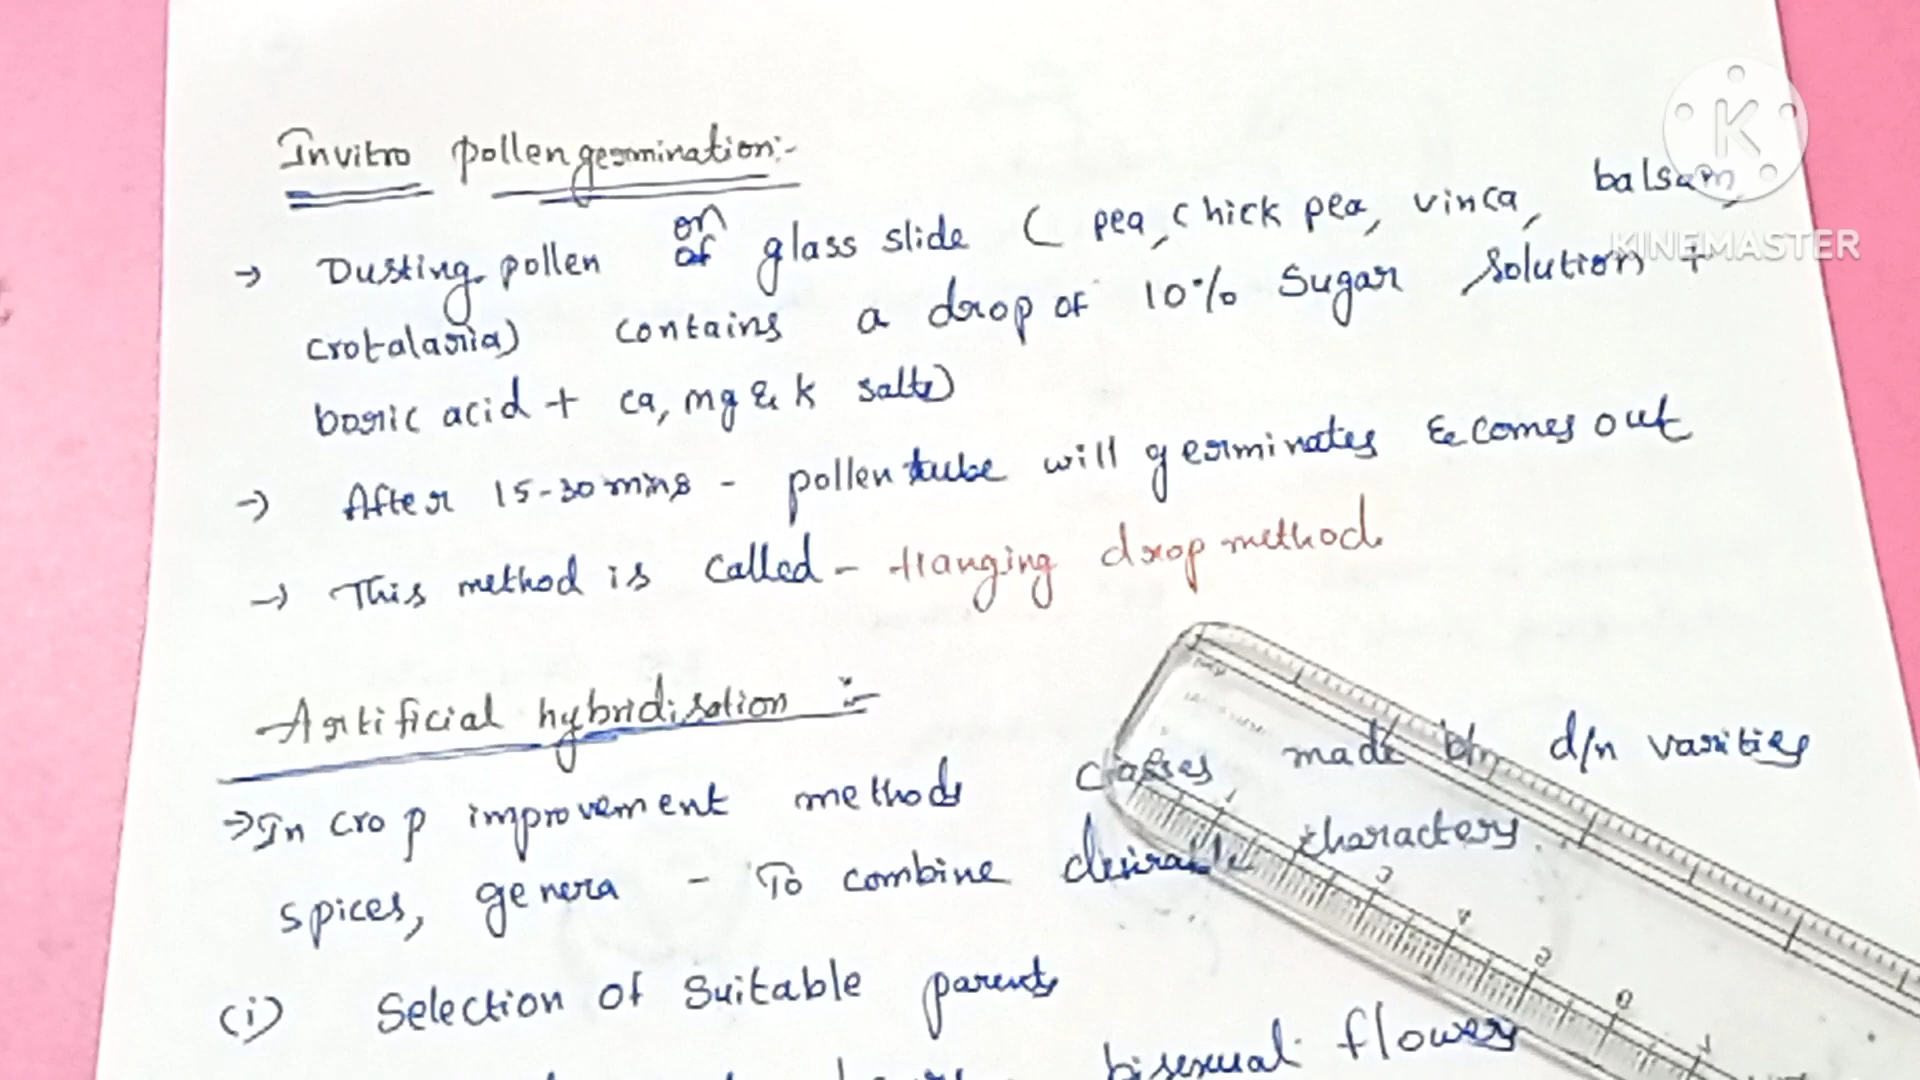 Invitro pollen germination:-
→ Dusting pollen on of glass slide ( pea, chick pea, vinca, balsam,
crotalaria) contains a drop of 10% Sugar solution +
boric acid + ca, mg & k salts)
→ After 15-30 mins - pollen tube will germinates & comes out
→ This method is called - Hanging drop method.
Artificial hybridisation :-
→ In crop improvement methods made b/n d/n varities
spices, genera - To combine desirable characters.
(i) Selection of suitable parents
bisexual flowers
K
KINEMASTER